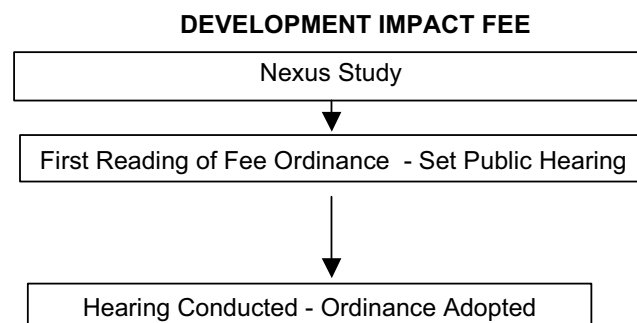 DEVELOPMENT IMPACT FEE
Nexus Study
First Reading of Fee Ordinance - Set Public Hearing
Hearing Conducted - Ordinance Adopted